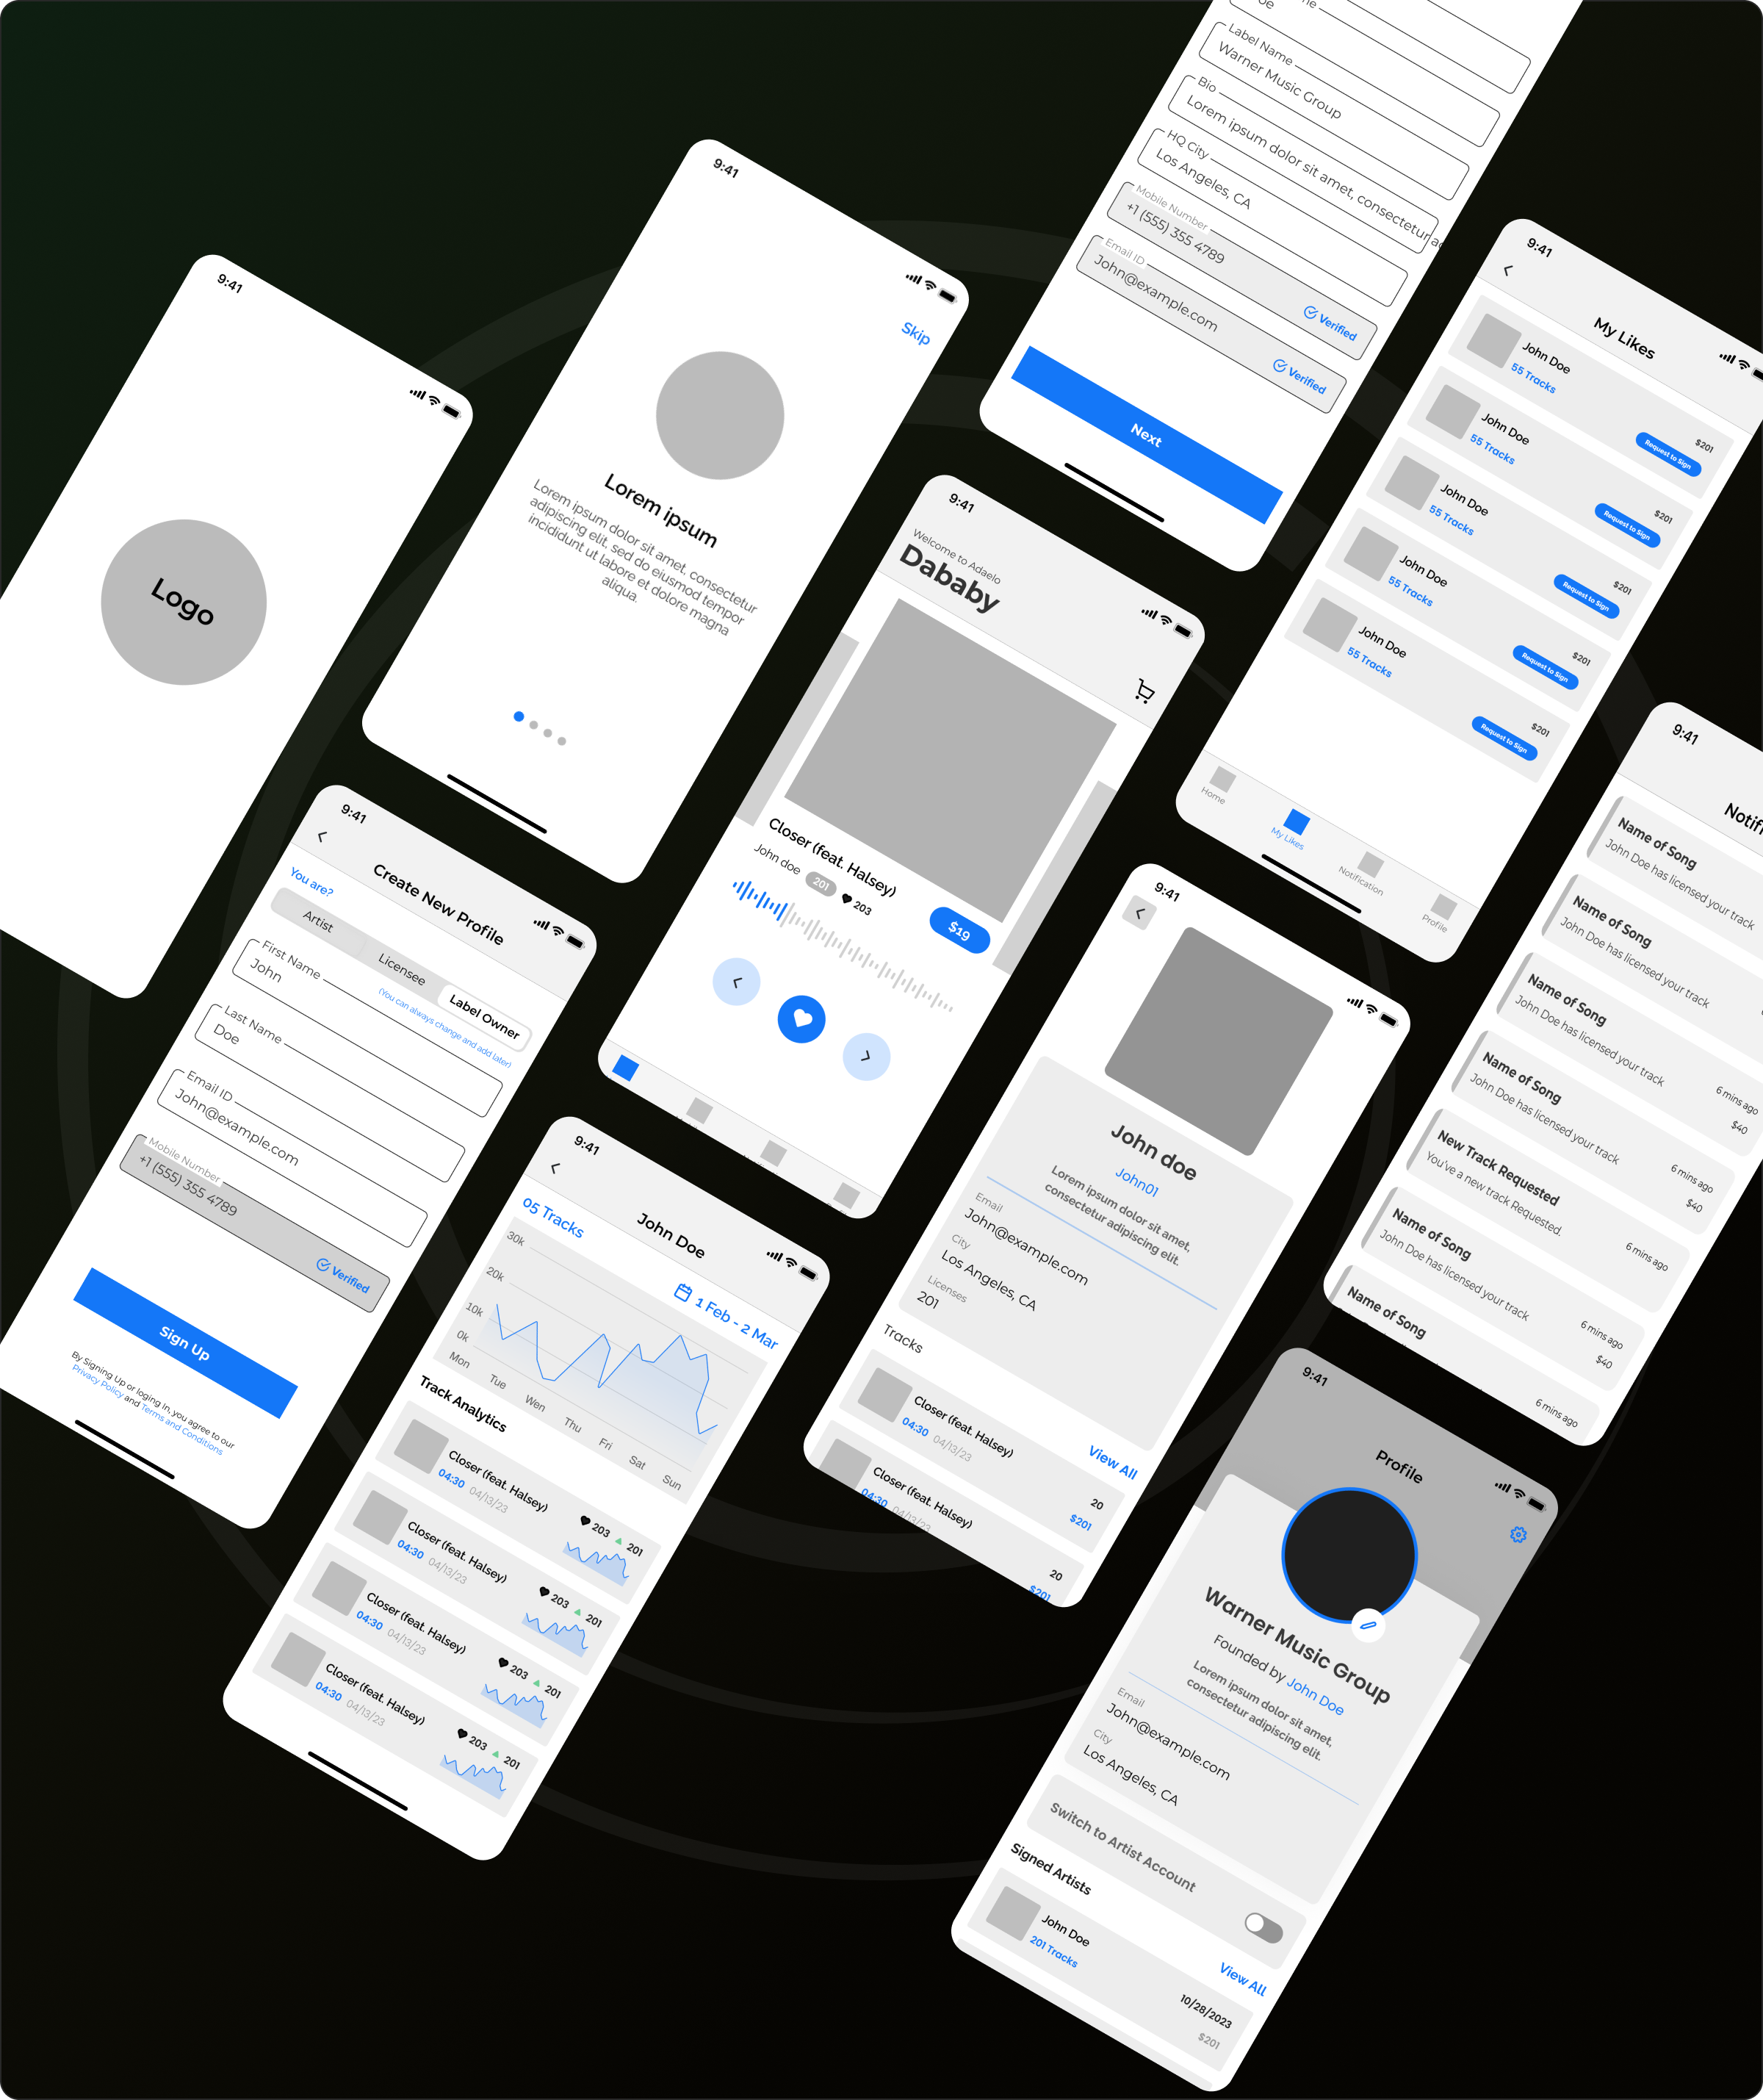 9:41
Logo
9:41
Skip
Lorem ipsum
Lorem ipsum dolor sit amet, consectetur
adipiscing elit, sed do eiusmod tempor
incididunt ut labore et dolore magna
aliqua.
Label Name
Warner Music Group
Bio
Lorem ipsum dolor sit amet, consectetur
HQ City
Los Angeles, CA
Mobile Number
+1 (555) 355 4789
Verified
Email ID
John@example.com
Verified
Next
9:41
My Likes
John Doe
55 Tracks
$201
Request to Sign
John Doe
55 Tracks
$201
Request to Sign
John Doe
55 Tracks
$201
Request to Sign
John Doe
55 Tracks
$201
Request to Sign
John Doe
55 Tracks
$201
Request to Sign
Home
My Likes
Notification
Profile
9:41
Welcome to Adaelo
Dababy
Closer (feat. Halsey)
John doe 201 203
$19
9:41
Create New Profile
You are?
Artist
Licensee
Label Owner
(You can always change and add later)
First Name
John
Last Name
Doe
Email ID
John@example.com
Mobile Number
+1 (555) 355 4789
Verified
Sign Up
By Signing Up or loging in, you agree to our
Privacy Policy and Terms and Conditions
9:41
John Doe
05 Tracks
1 Feb - 2 Mar
30k
20k
10k
0k
Mon
Tue
Wen
Thu
Fri
Sat
Sun
Track Analytics
Closer (feat. Halsey)
04:30 04/13/23
203 201
Closer (feat. Halsey)
04:30 04/13/23
203 201
Closer (feat. Halsey)
04:30 04/13/23
203 201
Closer (feat. Halsey)
04:30 04/13/23
203 201
9:41
John doe
John01
Lorem ipsum dolor sit amet,
consectetur adipiscing elit.
Email
John@example.com
City
Los Angeles, CA
Licenses
201
Tracks
View All
Closer (feat. Halsey)
04:30 04/13/23
20
$201
Closer (feat. Halsey)
04:30 04/13/23
20
$201
9:41
Name of Song
John Doe has licensed your track
Name of Song
John Doe has licensed your track
6 mins ago
$40
Name of Song
John Doe has licensed your track
6 mins ago
$40
Name of Song
John Doe has licensed your track
New Track Requested
You've a new track Requested.
6 mins ago
Name of Song
John Doe has licensed your track
6 mins ago
$40
Name of Song
6 mins ago
9:41
Profile
Warner Music Group
Founded by John Doe
Lorem ipsum dolor sit amet,
consectetur adipiscing elit.
Email
John@example.com
City
Los Angeles, CA
Switch to Artist Account
Signed Artists
View All
John Doe
201 Tracks
10/28/2023
$201